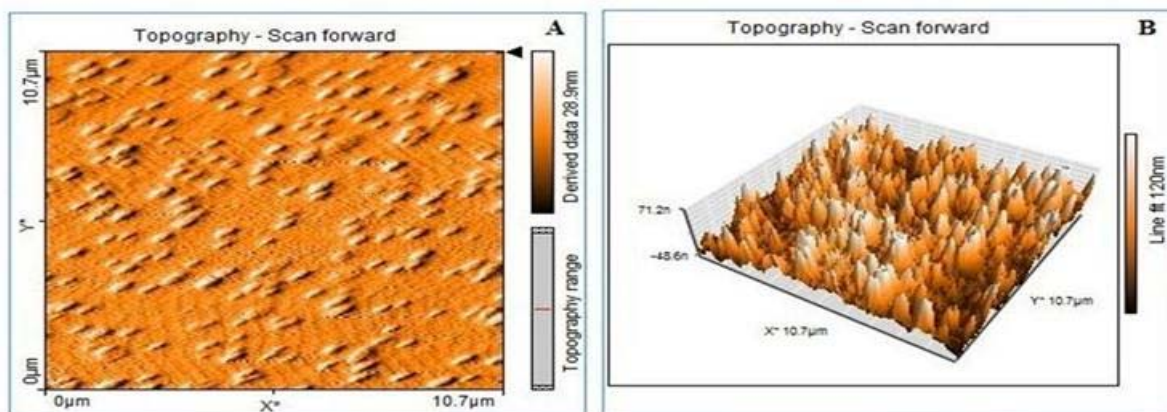 Topography - Scan forward
A
10.7µm
Y*
0µm
0µm
X*
10.7µm
Derived data 28.9nm
Topography range
Topography - Scan forward
B
71.2n
-48.6n
X* 10.7µm
Y* 10.7µm
Line fit 120nm